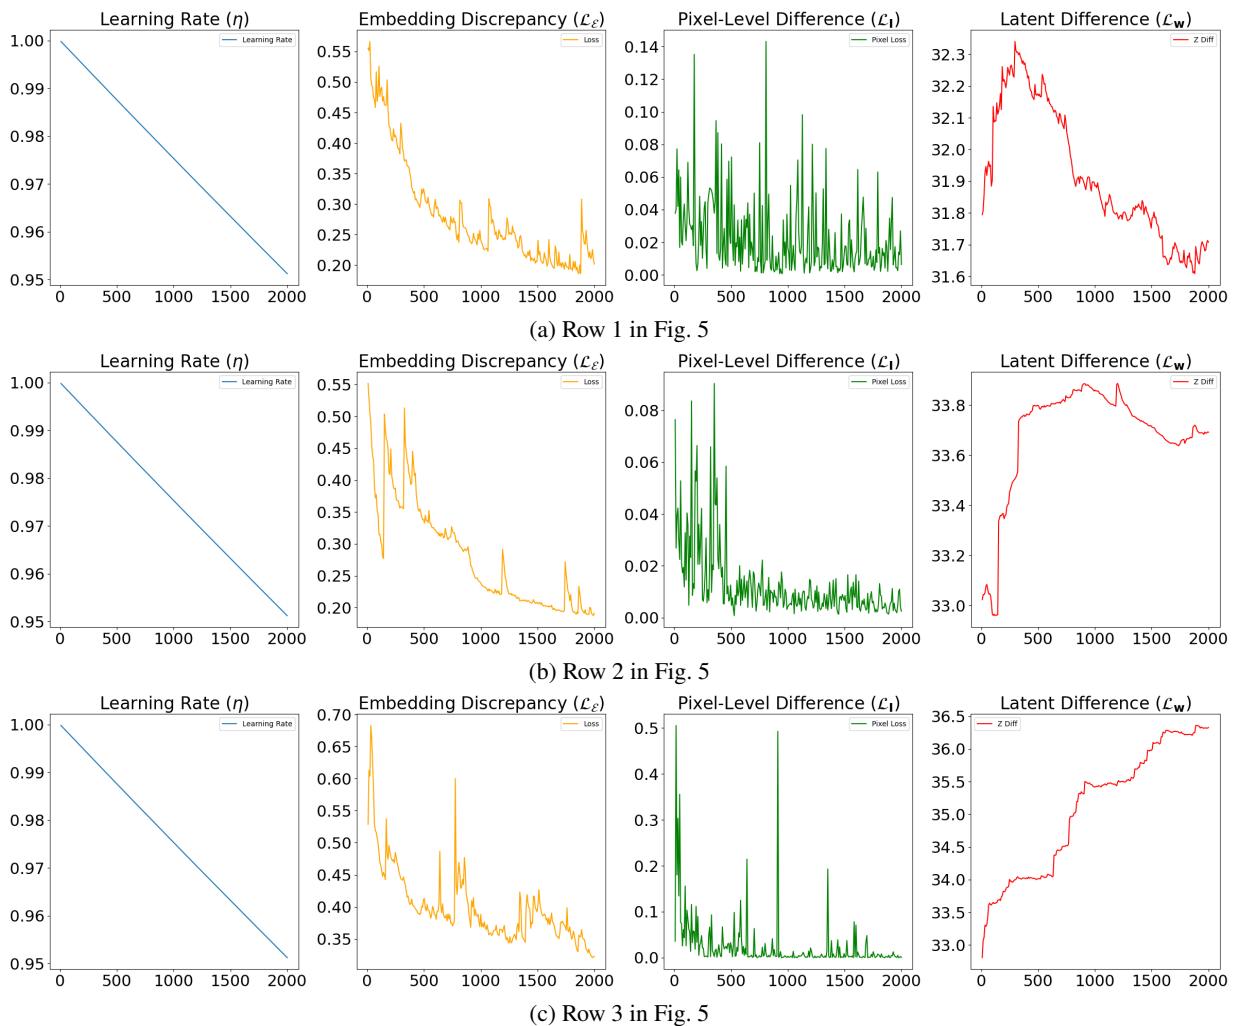 Learning Rate (η) Embedding Discrepancy (ℒ_ℰ) Pixel-Level Difference (ℒ_𝐈) Latent Difference (ℒ_𝐰)
Learning Rate Loss Pixel Loss Z Diff
1.00 0.99 0.98 0.97 0.96 0.95
0 500 1000 1500 2000
0.55 0.50 0.45 0.40 0.35 0.30 0.25 0.20
0 500 1000 1500 2000
0.14 0.12 0.10 0.08 0.06 0.04 0.02 0.00
0 500 1000 1500 2000
32.3 32.2 32.1 32.0 31.9 31.8 31.7 31.6
0 500 1000 1500 2000
(a) Row 1 in Fig. 5
Learning Rate (η) Embedding Discrepancy (ℒ_ℰ) Pixel-Level Difference (ℒ_𝐈) Latent Difference (ℒ_𝐰)
Learning Rate Loss Pixel Loss Z Diff
1.00 0.99 0.98 0.97 0.96 0.95
0 500 1000 1500 2000
0.55 0.50 0.45 0.40 0.35 0.30 0.25 0.20
0 500 1000 1500 2000
0.08 0.06 0.04 0.02 0.00
0 500 1000 1500 2000
33.8 33.6 33.4 33.2 33.0
0 500 1000 1500 2000
(b) Row 2 in Fig. 5
Learning Rate (η) Embedding Discrepancy (ℒ_ℰ) Pixel-Level Difference (ℒ_𝐈) Latent Difference (ℒ_𝐰)
Learning Rate Loss Pixel Loss Z Diff
1.00 0.99 0.98 0.97 0.96 0.95
0 500 1000 1500 2000
0.70 0.65 0.60 0.55 0.50 0.45 0.40 0.35
0 500 1000 1500 2000
0.5 0.4 0.3 0.2 0.1 0.0
0 500 1000 1500 2000
36.5 36.0 35.5 35.0 34.5 34.0 33.5 33.0
0 500 1000 1500 2000
(c) Row 3 in Fig. 5